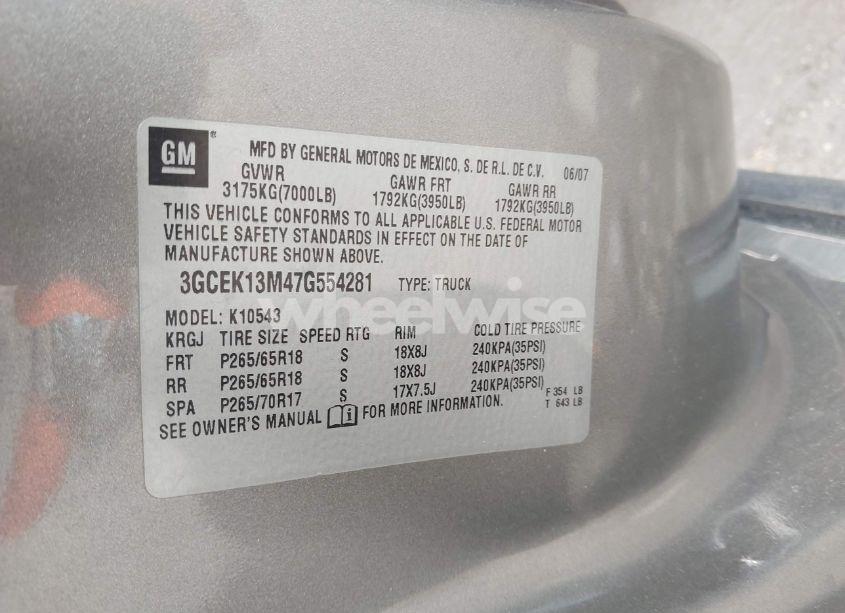 GM ® MFD BY GENERAL MOTORS DE MEXICO, S. DE R.L. DE C.V. 06/07
GVWR GAWR FRT GAWR RR
3175KG(7000LB) 1792KG(3950LB) 1792KG(3950LB)
THIS VEHICLE CONFORMS TO ALL APPLICABLE U.S. FEDERAL MOTOR
VEHICLE SAFETY STANDARDS IN EFFECT ON THE DATE OF
MANUFACTURE SHOWN ABOVE.
3GCEK13M47G554281 TYPE: TRUCK
wheelwise
MODEL: K10543
KRGJ TIRE SIZE SPEED RTG RIM COLD TIRE PRESSURE
FRT P265/65R18 S 18X8J 240KPA(35PSI)
RR P265/65R18 S 18X8J 240KPA(35PSI)
SPA P265/70R17 S 17X7.5J 240KPA(35PSI)
F 354 LB
T 643 LB
SEE OWNER'S MANUAL i FOR MORE INFORMATION.